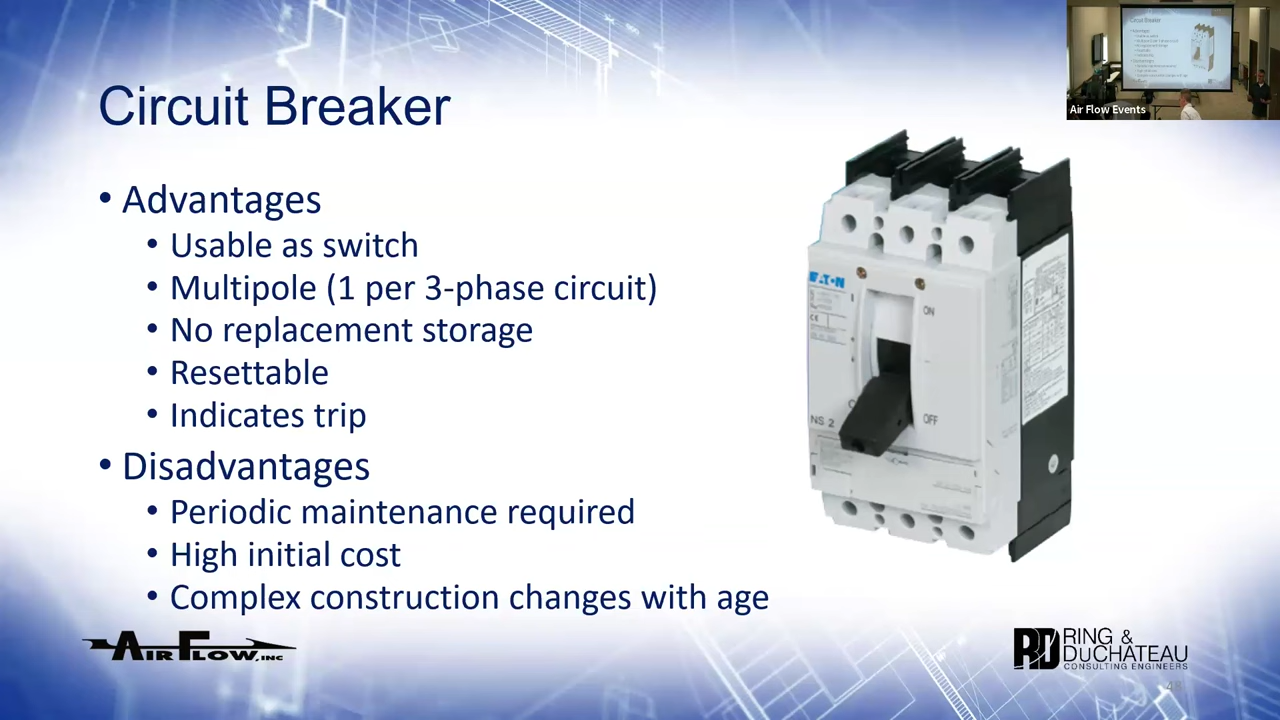 Circuit Breaker
Air Flow Events
• Advantages
• Usable as switch
• Multipole (1 per 3-phase circuit)
• No replacement storage
• Resettable
• Indicates trip
• Disadvantages
• Periodic maintenance required
• High initial cost
• Complex construction changes with age
EATON
ON
OFF
NS 2
AIR FLOW, INC
RD RING &
DUCHATEAU
CONSULTING ENGINEERS
48